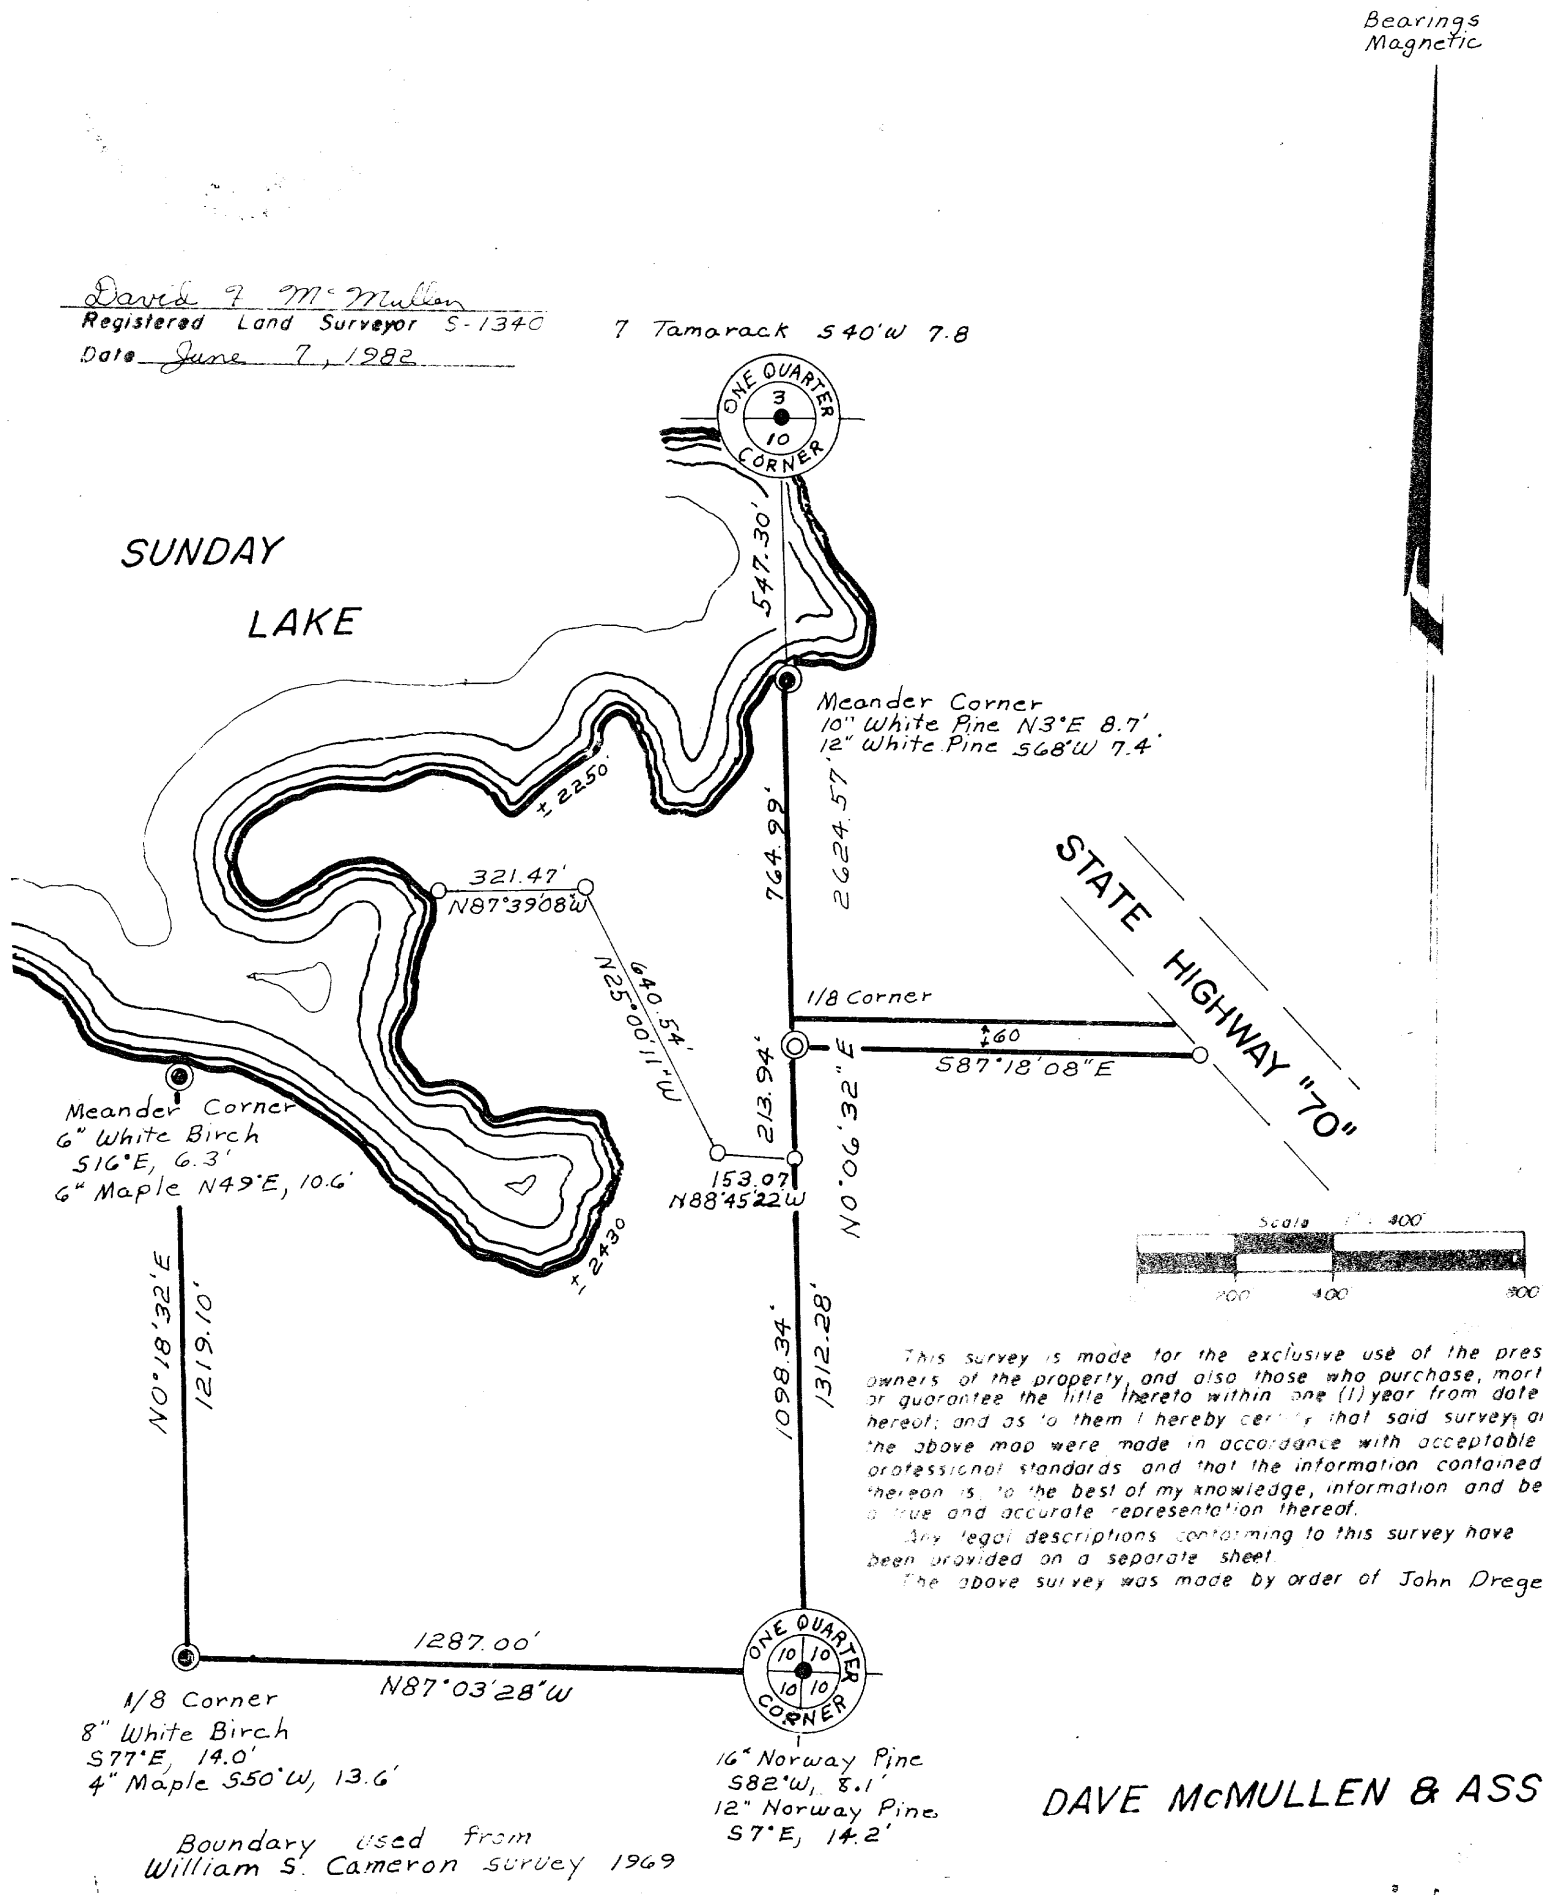 Bearings
Magnetic
David F McMullen
Registered Land Surveyor S-1340
Date June 7, 1982
7 Tamarack S40'W 7.8
ONE QUARTER
3
10
CORNER
SUNDAY
LAKE
547.30'
Meander Corner
10" White Pine N3°E 8.7'
12" White Pine S68°W 7.4'
± 2250'
764.99'
2624.57'
321.47'
N87°39'08"W
640.54'
N25°00'11"W
STATE HIGHWAY "70"
1/8 Corner
60
S87°18'08"E
213.94'
N0°06'32"E
153.07
N88°45'22"W
Meander Corner
6" White Birch
S16°E, 6.3'
6" Maple N49°E, 10.6'
± 2430
Scale 1" : 400'
200 400 800
N0°18'32"E
1219.10'
1098.34'
1312.28'
This survey is made for the exclusive use of the pres
owners of the property, and also those who purchase, mort
or guarantee the title thereto within one (1) year from date
hereof; and as to them I hereby certify that said survey
the above map were made in accordance with acceptable
professional standards and that the information contained
thereon is, to the best of my knowledge, information and be
a true and accurate representation thereof.
Any legal descriptions conforming to this survey have
been provided on a separate sheet.
The above survey was made by order of John Drege
1287.00'
N87°03'28"W
ONE QUARTER
10 10
10 10
CORNER
1/8 Corner
8" White Birch
S77°E, 14.0'
4" Maple S50°W, 13.6'
16" Norway Pine
S82°W, 8.1'
12" Norway Pine
S7°E, 14.2'
DAVE McMULLEN & ASS
Boundary used from
William S. Cameron survey 1969